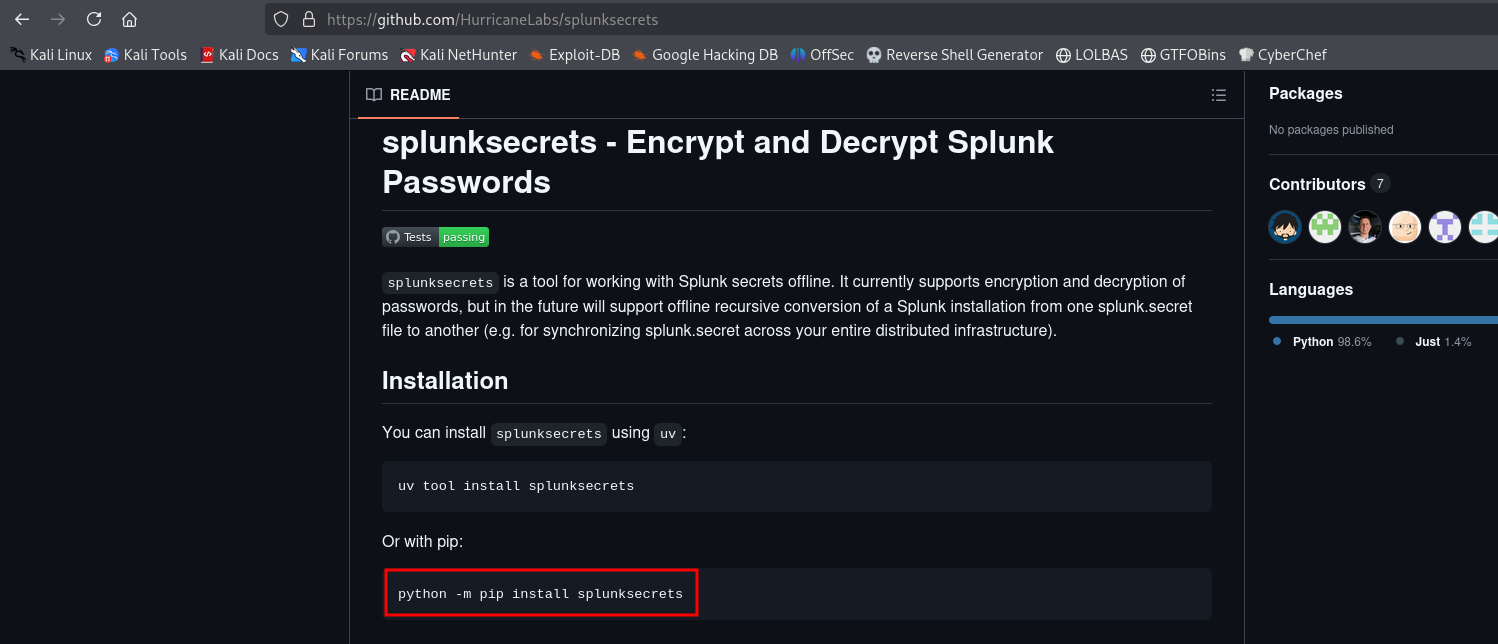 https://github.com/HurricaneLabs/splunksecrets
Kali Linux Kali Tools Kali Docs Kali Forums Kali NetHunter Exploit-DB Google Hacking DB OffSec Reverse Shell Generator LOLBAS GTFOBins CyberChef
README
splunksecrets - Encrypt and Decrypt Splunk
Passwords
Tests passing
splunksecrets is a tool for working with Splunk secrets offline. It currently supports encryption and decryption of
passwords, but in the future will support offline recursive conversion of a Splunk installation from one splunk.secret
file to another (e.g. for synchronizing splunk.secret across your entire distributed infrastructure).
Installation
You can install splunksecrets using uv:
uv tool install splunksecrets
Or with pip:
python -m pip install splunksecrets
Packages
No packages published
Contributors 7
Languages
Python 98.6% Just 1.4%